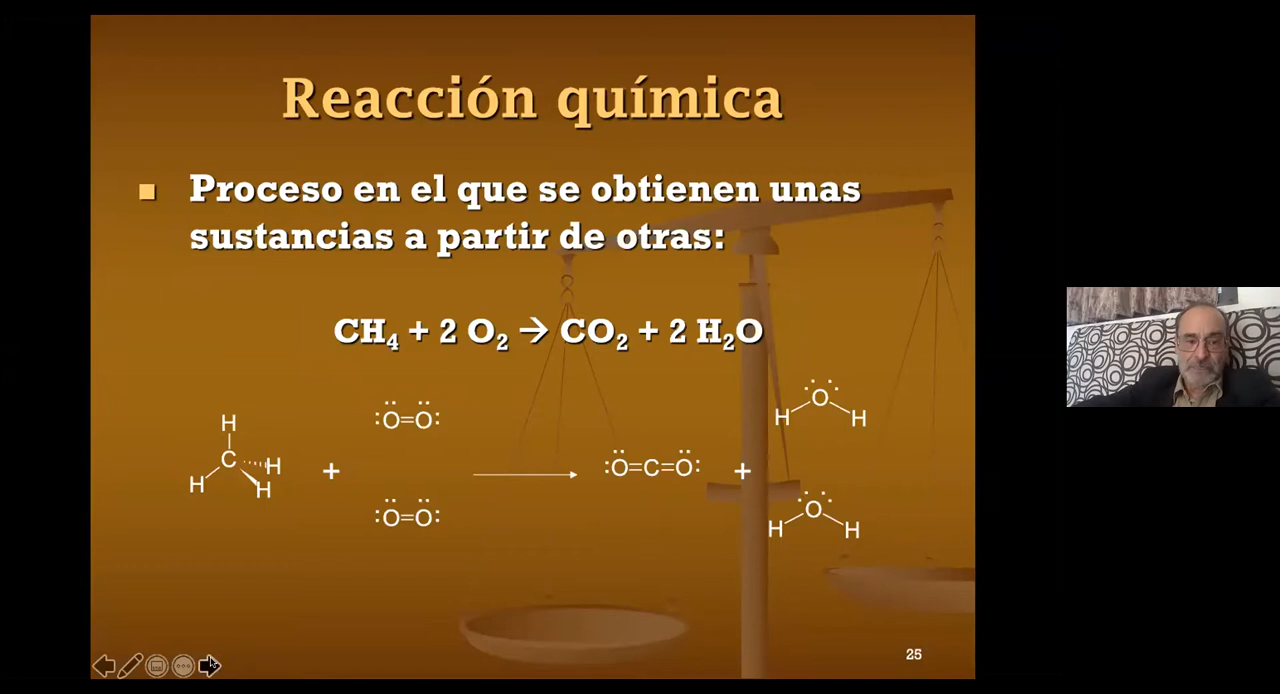 Reacción química
Proceso en el que se obtienen unas
sustancias a partir de otras:
CH₄ + 2 O₂ → CO₂ + 2 H₂O
H
C
H
H
H
+
:Ö=Ö:
:Ö=Ö:
:Ö=C=Ö:
+
O
H
H
O
H
H
25